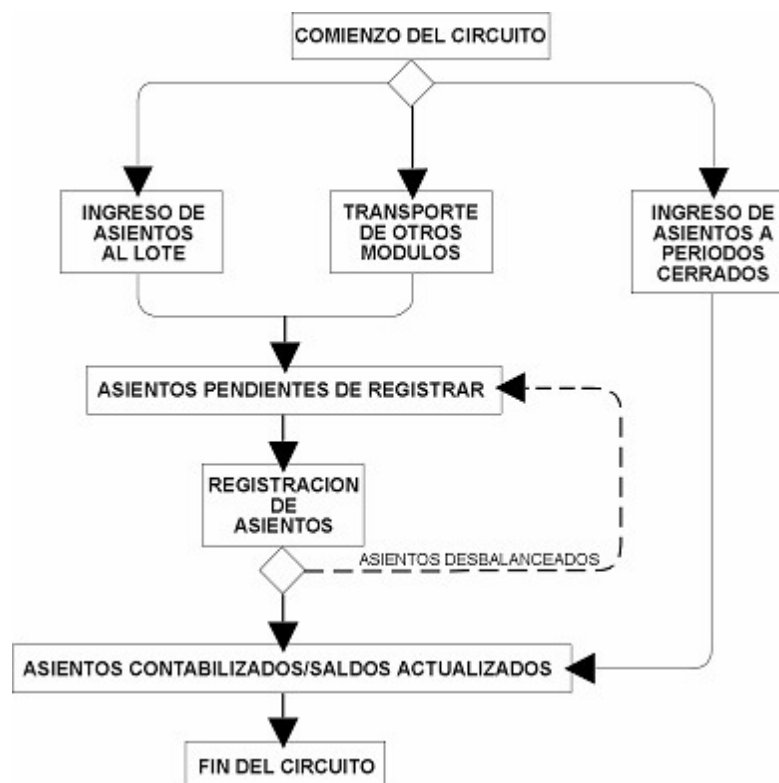 COMIENZO DEL CIRCUITO
INGRESO DE
ASIENTOS
AL LOTE
TRANSPORTE
DE OTROS
MODULOS
INGRESO DE
ASIENTOS A
PERIODOS
CERRADOS
ASIENTOS PENDIENTES DE REGISTRAR
REGISTRACION
DE
ASIENTOS
ASIENTOS DESBALANCEADOS
ASIENTOS CONTABILIZADOS/SALDOS ACTUALIZADOS
FIN DEL CIRCUITO